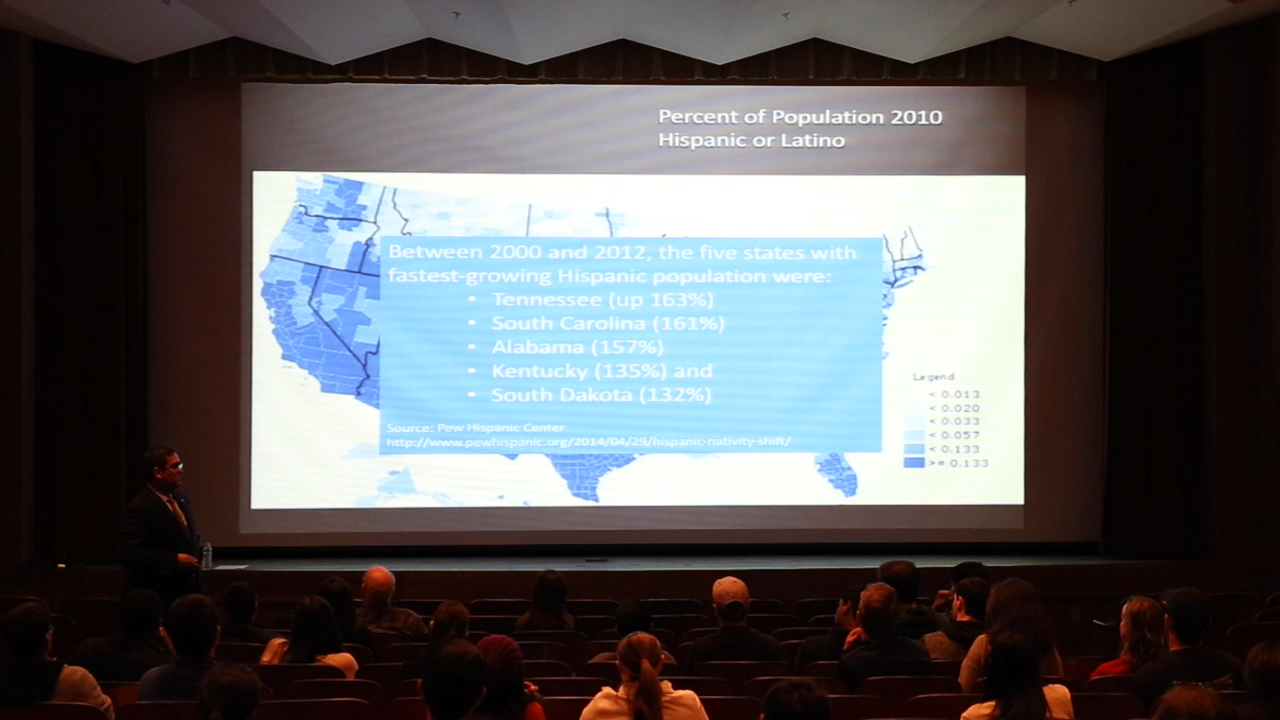 Percent of Population 2010
Hispanic or Latino
Between 2000 and 2012, the five states with
fastest-growing Hispanic population were:
• Tennessee (up 163%)
• South Carolina (161%)
• Alabama (157%)
• Kentucky (135%) and
• South Dakota (132%)
Source: Pew Hispanic Center
http://www.pewhispanic.org/2014/04/29/hispanic-nativity-shift/
Legend
< 0.013
< 0.020
< 0.033
< 0.057
< 0.133
>= 0.133